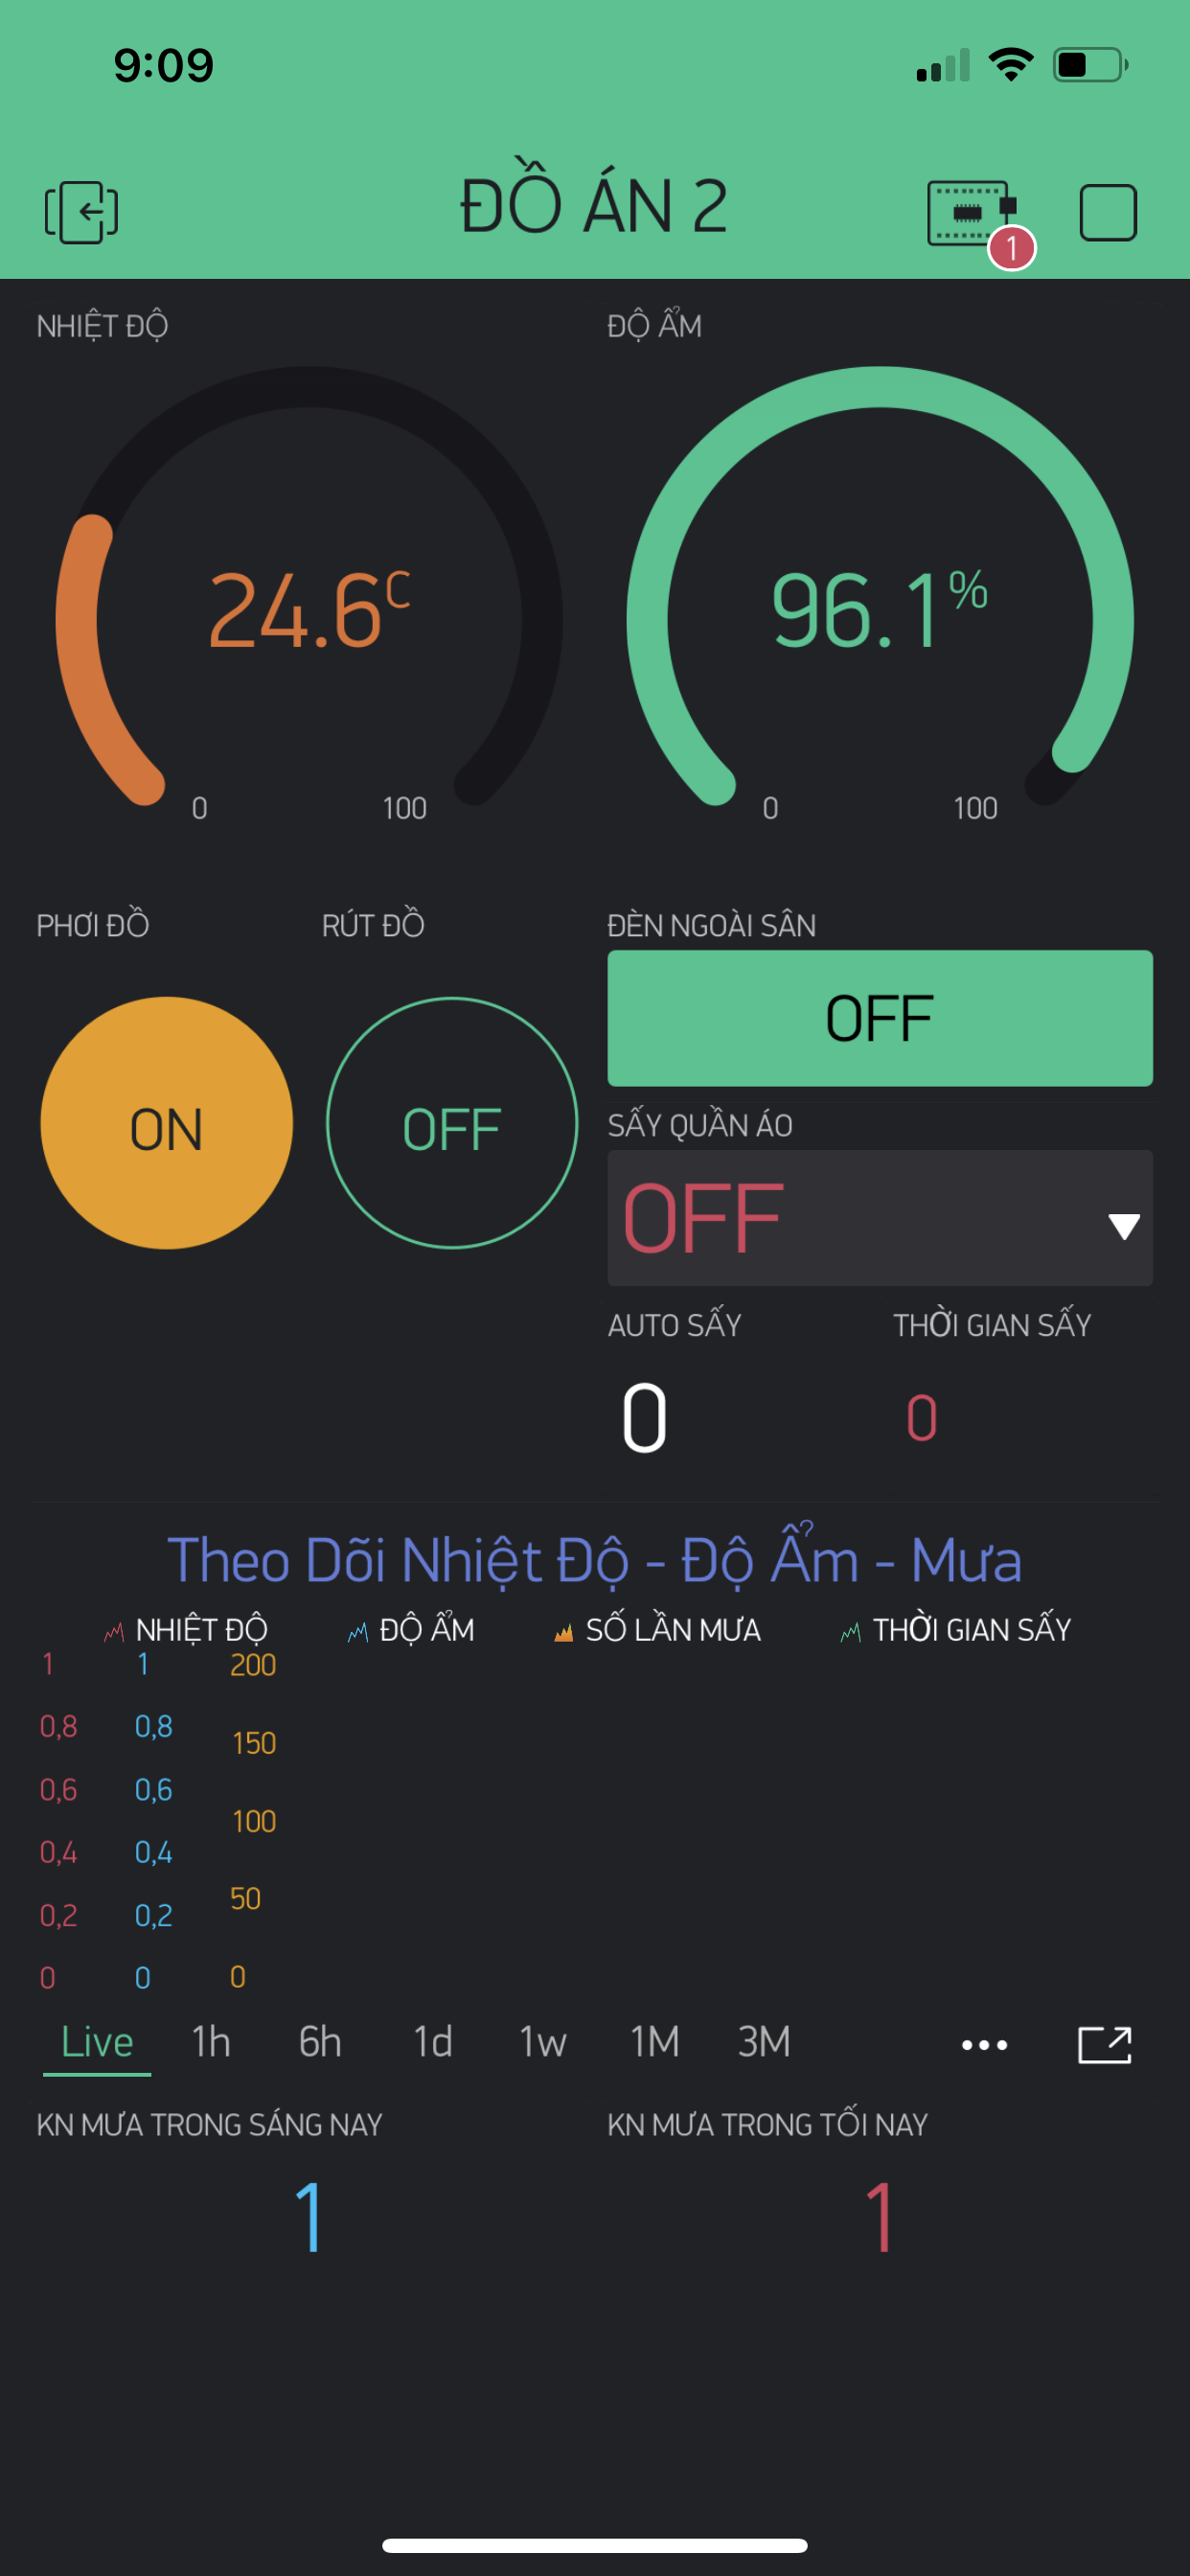 9:09
ĐỒ ÁN 2
1
NHIỆT ĐỘ
ĐỘ ẨM
24.6C
96.1%
0 100
0 100
PHƠI ĐỒ
RÚT ĐỒ
ĐÈN NGOÀI SÂN
OFF
ON
OFF
SẤY QUẦN ÁO
OFF
AUTO SẤY
THỜI GIAN SẤY
0
0
Theo Dõi Nhiệt Độ - Độ Ẩm - Mưa
NHIỆT ĐỘ ĐỘ ẨM SỐ LẦN MƯA THỜI GIAN SẤY
1 1 200
0,8 0,8 150
0,6 0,6 100
0,4 0,4
0,2 0,2 50
0 0 0
Live 1h 6h 1d 1w 1M 3M
KN MƯA TRONG SÁNG NAY
KN MƯA TRONG TỐI NAY
1
1